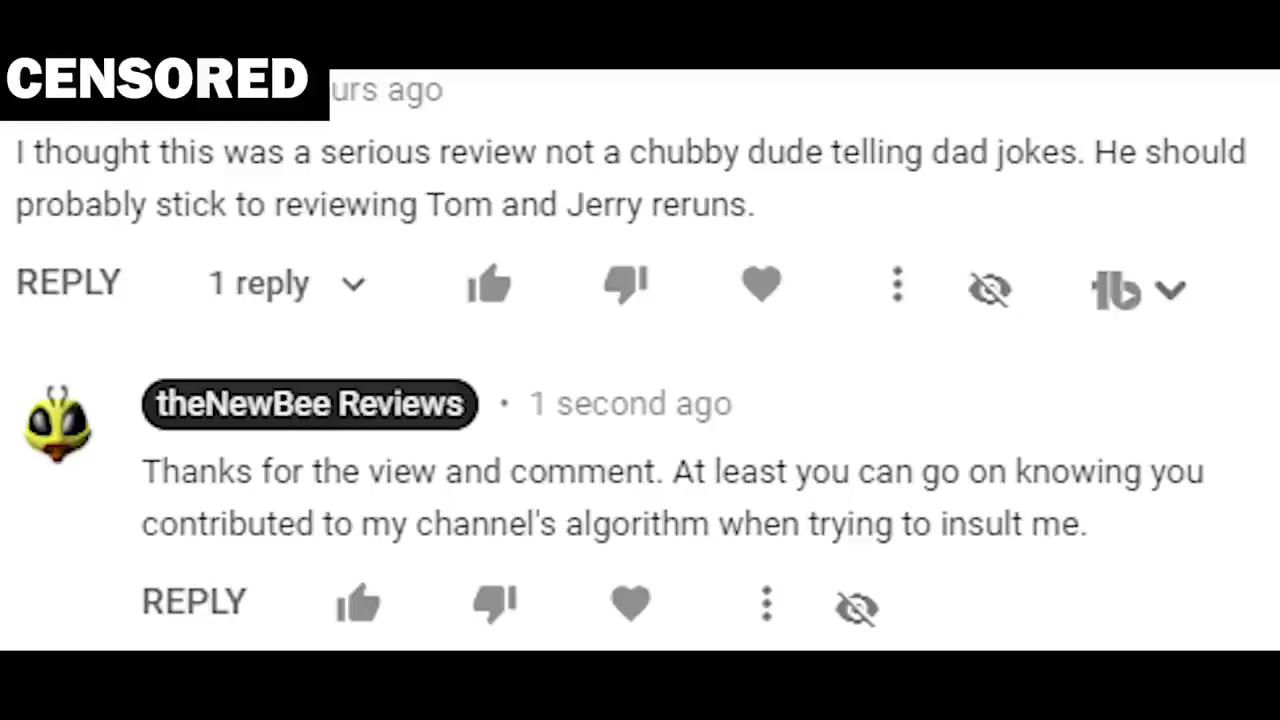 CENSORED
urs ago
I thought this was a serious review not a chubby dude telling dad jokes. He should
probably stick to reviewing Tom and Jerry reruns.
REPLY 1 reply
theNewBee Reviews • 1 second ago
Thanks for the view and comment. At least you can go on knowing you
contributed to my channel's algorithm when trying to insult me.
REPLY